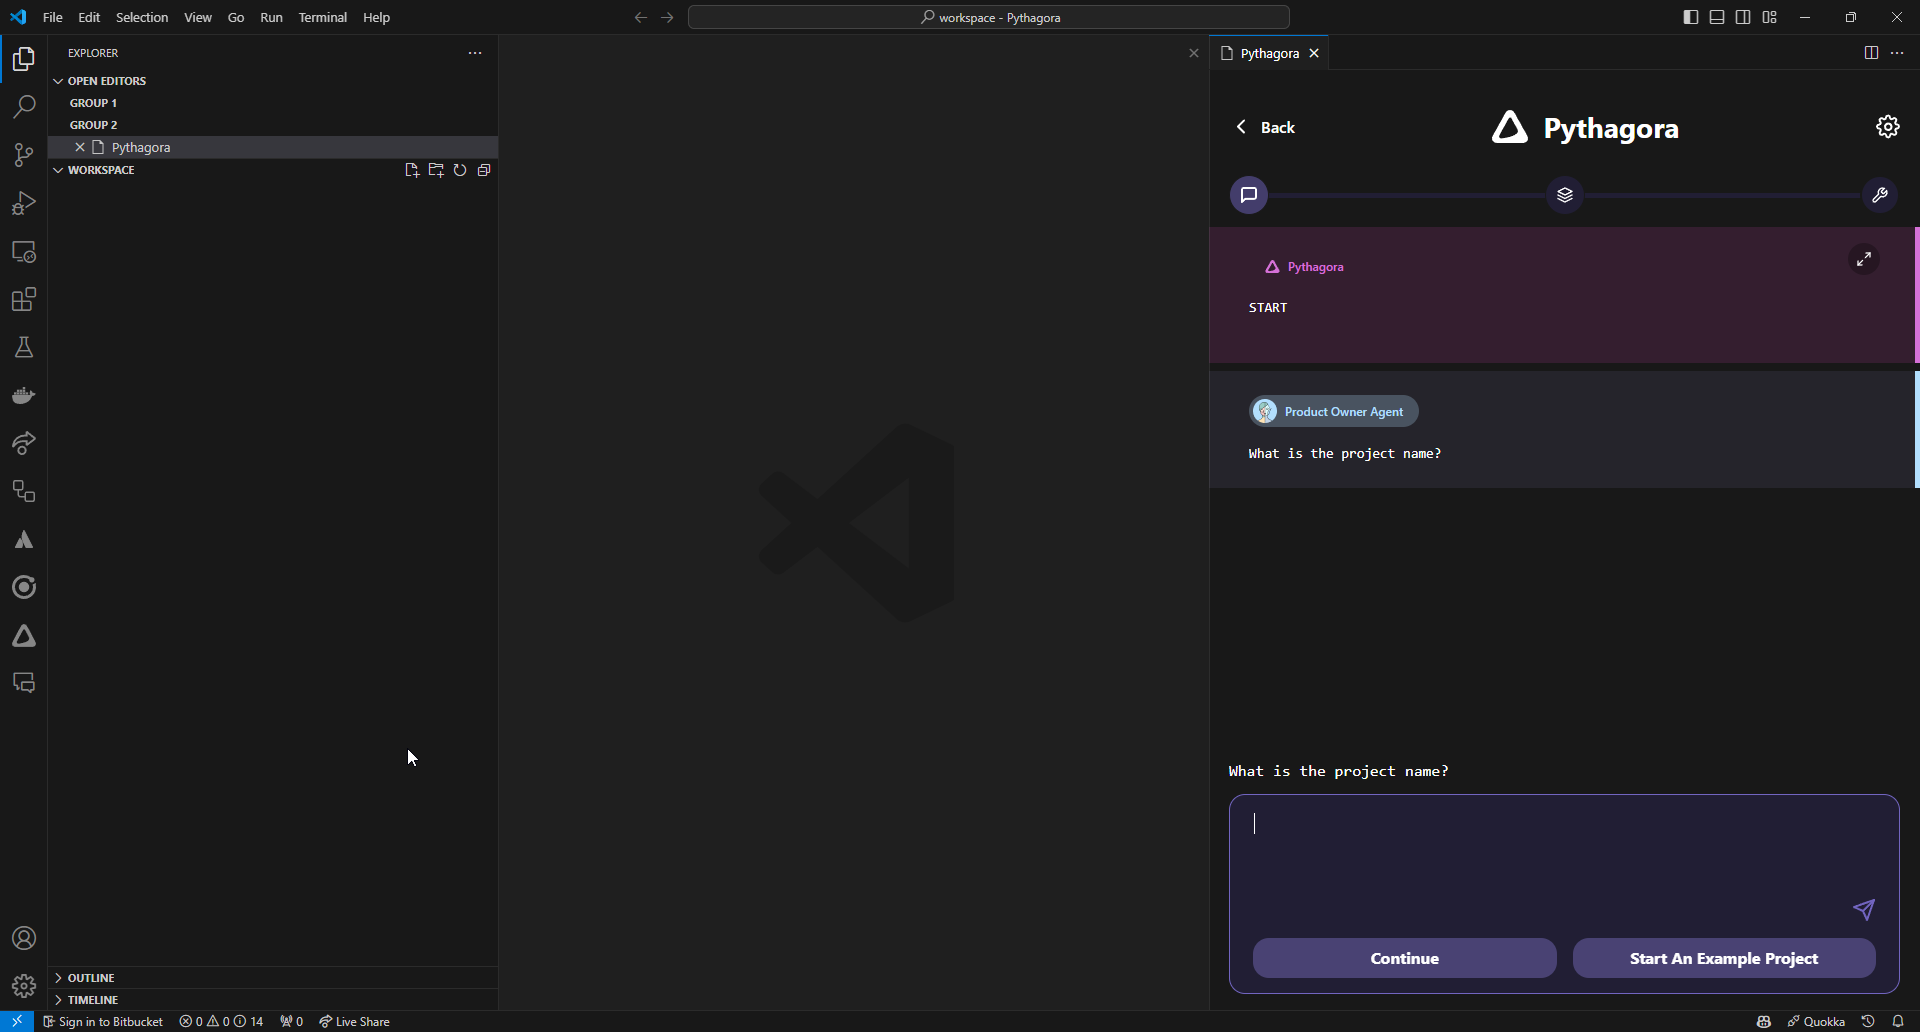 File Edit Selection View Go Run Terminal Help
workspace - Pythagora
EXPLORER
OPEN EDITORS
GROUP 1
GROUP 2
Pythagora
WORKSPACE
OUTLINE
TIMELINE
Pythagora
Back
Pythagora
Pythagora
START
Product Owner Agent
What is the project name?
What is the project name?
Continue
Start An Example Project
Sign in to Bitbucket 0 0 14 0 Live Share
Quokka